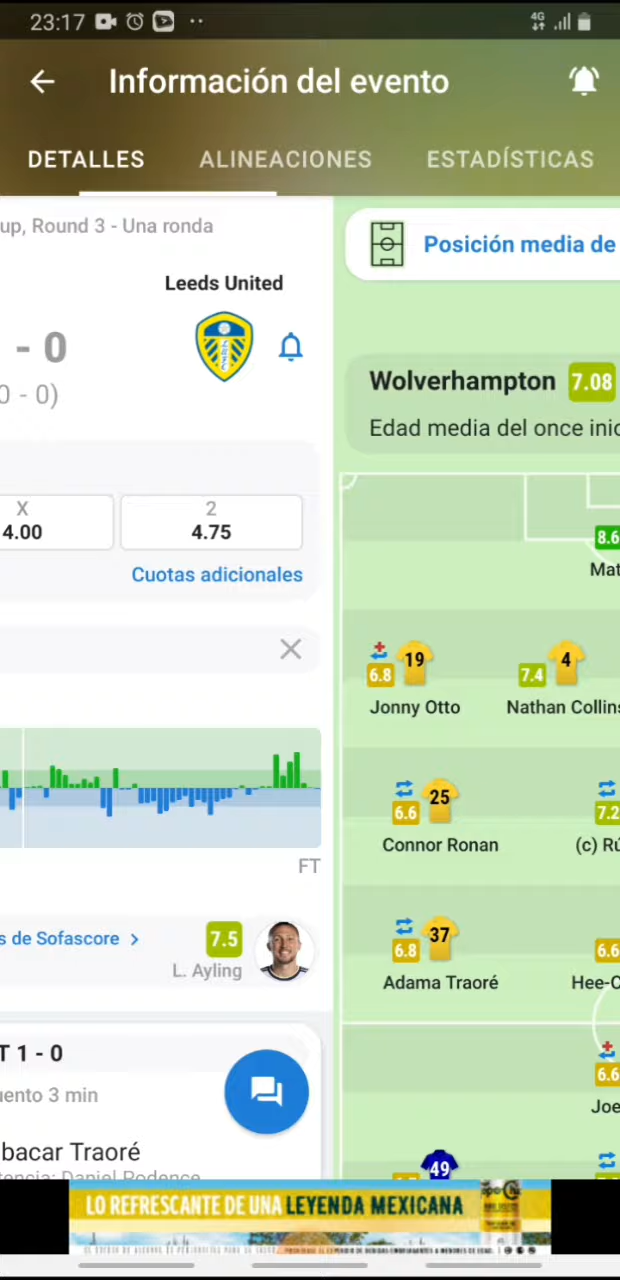 23:17
4G
Información del evento
DETALLES
ALINEACIONES
ESTADÍSTICAS
up, Round 3 - Una ronda
Posición media de
Leeds United
- 0
0 - 0)
Wolverhampton 7.08
Edad media del once inic
X
4.00
2
4.75
Cuotas adicionales
8.6
Mat
19
6.8
Jonny Otto
4
7.4
Nathan Collins
25
6.6
Connor Ronan
7.2
(c) Rú
FT
s de Sofascore
7.5
L. Ayling
37
6.8
Adama Traoré
6.6
Hee-C
T 1 - 0
uento 3 min
bacar Traoré
tencia: Daniel Podence
6.6
Joe
49
LO REFRESCANTE DE UNA LEYENDA MEXICANA